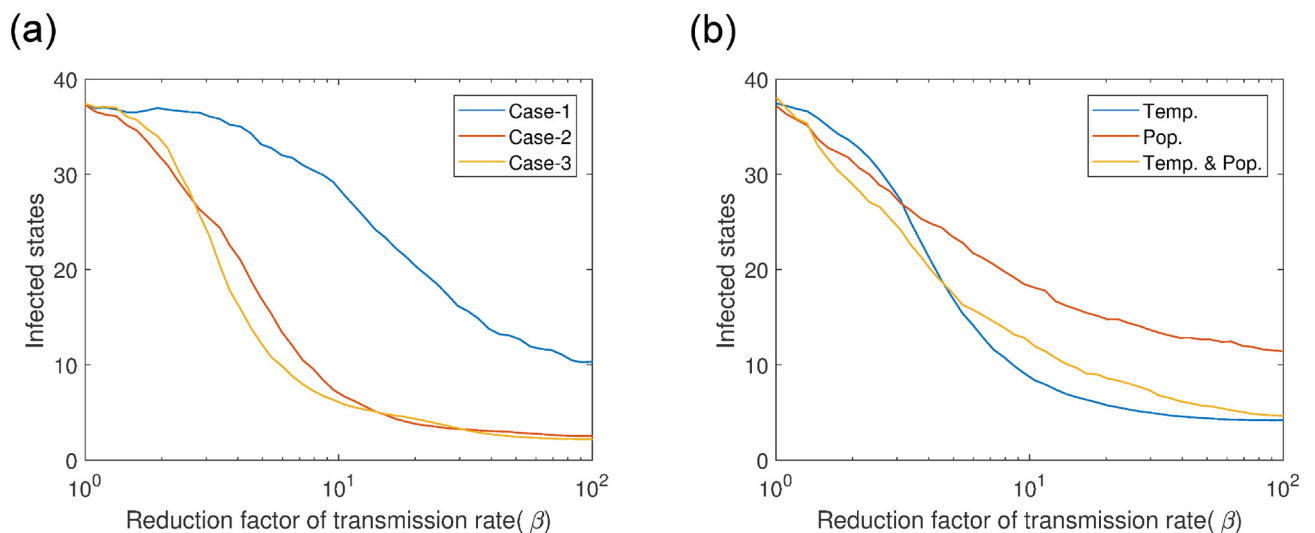 (a)
40
30
20
10
0
Infected states
Case-1
Case-2
Case-3
10^0
10^1
10^2
Reduction factor of transmission rate( β)
(b)
40
30
20
10
0
Infected states
Temp.
Pop.
Temp. & Pop.
10^0
10^1
10^2
Reduction factor of transmission rate( β)